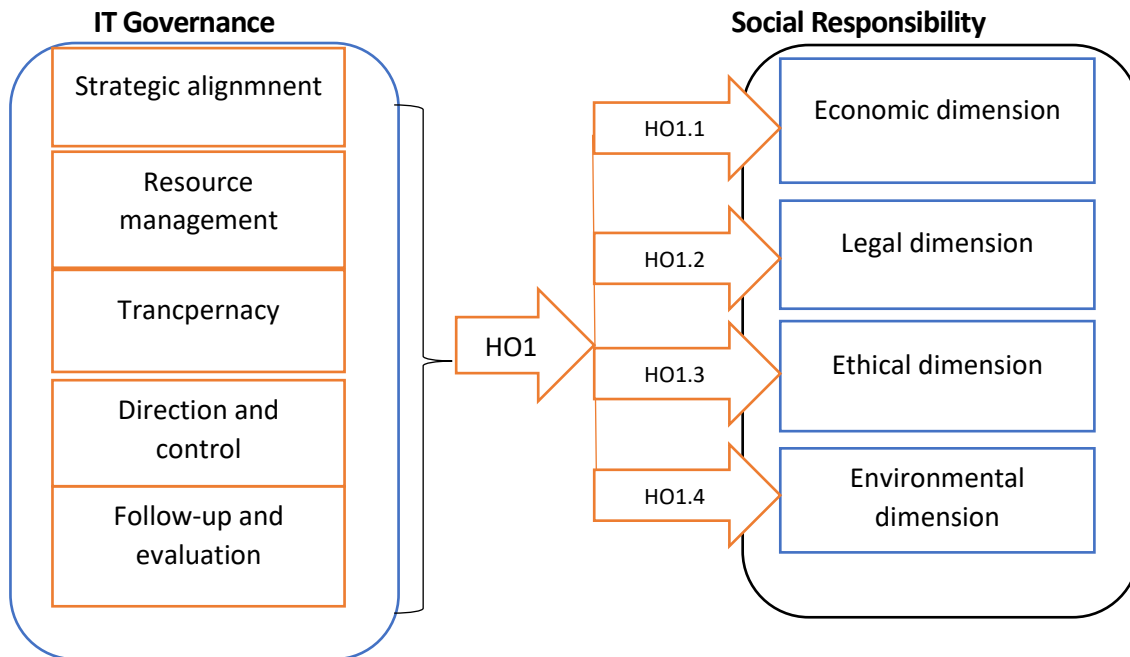 IT Governance
Strategic alignmnent
Resource
management
Trancpernacy
Direction and
control
Follow-up and
evaluation
HO1
HO1.1
HO1.2
HO1.3
HO1.4
Social Responsibility
Economic dimension
Legal dimension
Ethical dimension
Environmental
dimension